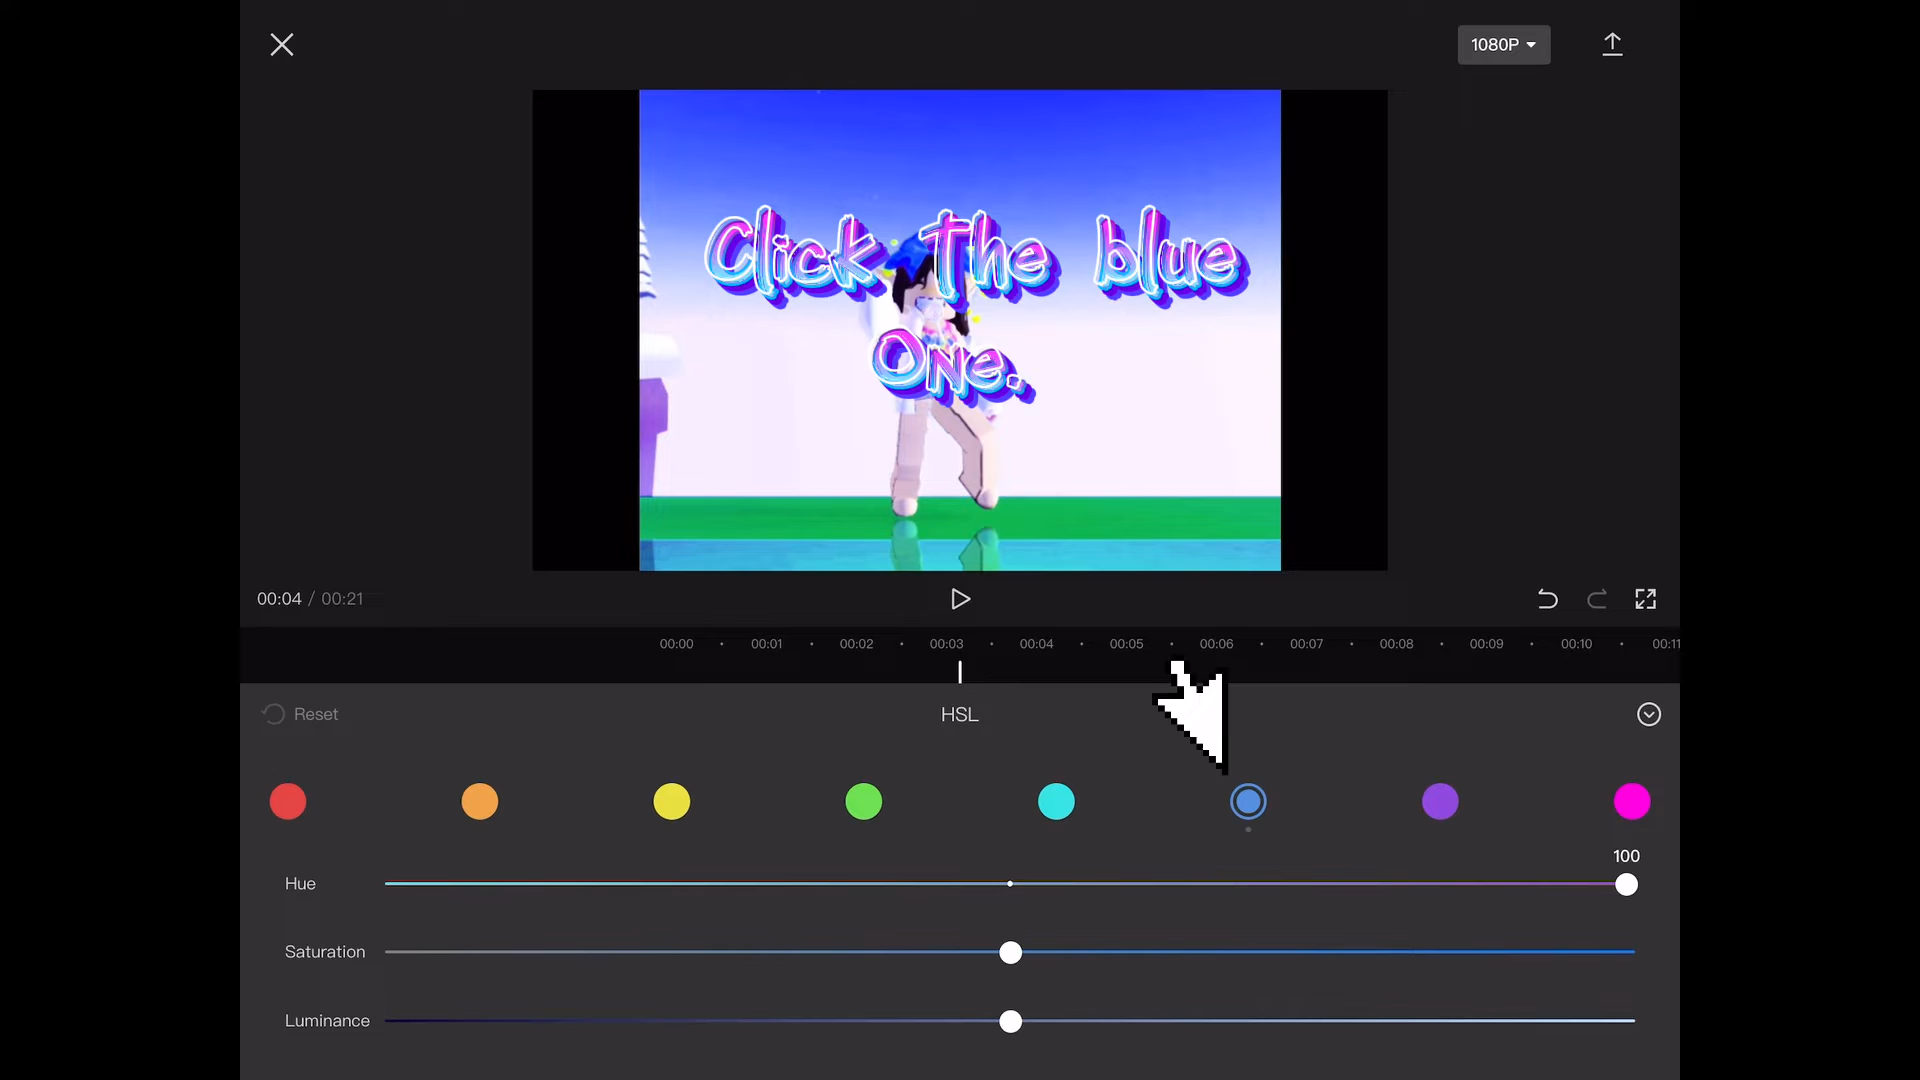 1080P
Click The blue
One.
00:04 / 00:21
00:00 00:01 00:02 00:03 00:04 00:05 00:06 00:07 00:08 00:09 00:10 00:11
Reset
HSL
100
Hue
Saturation
Luminance